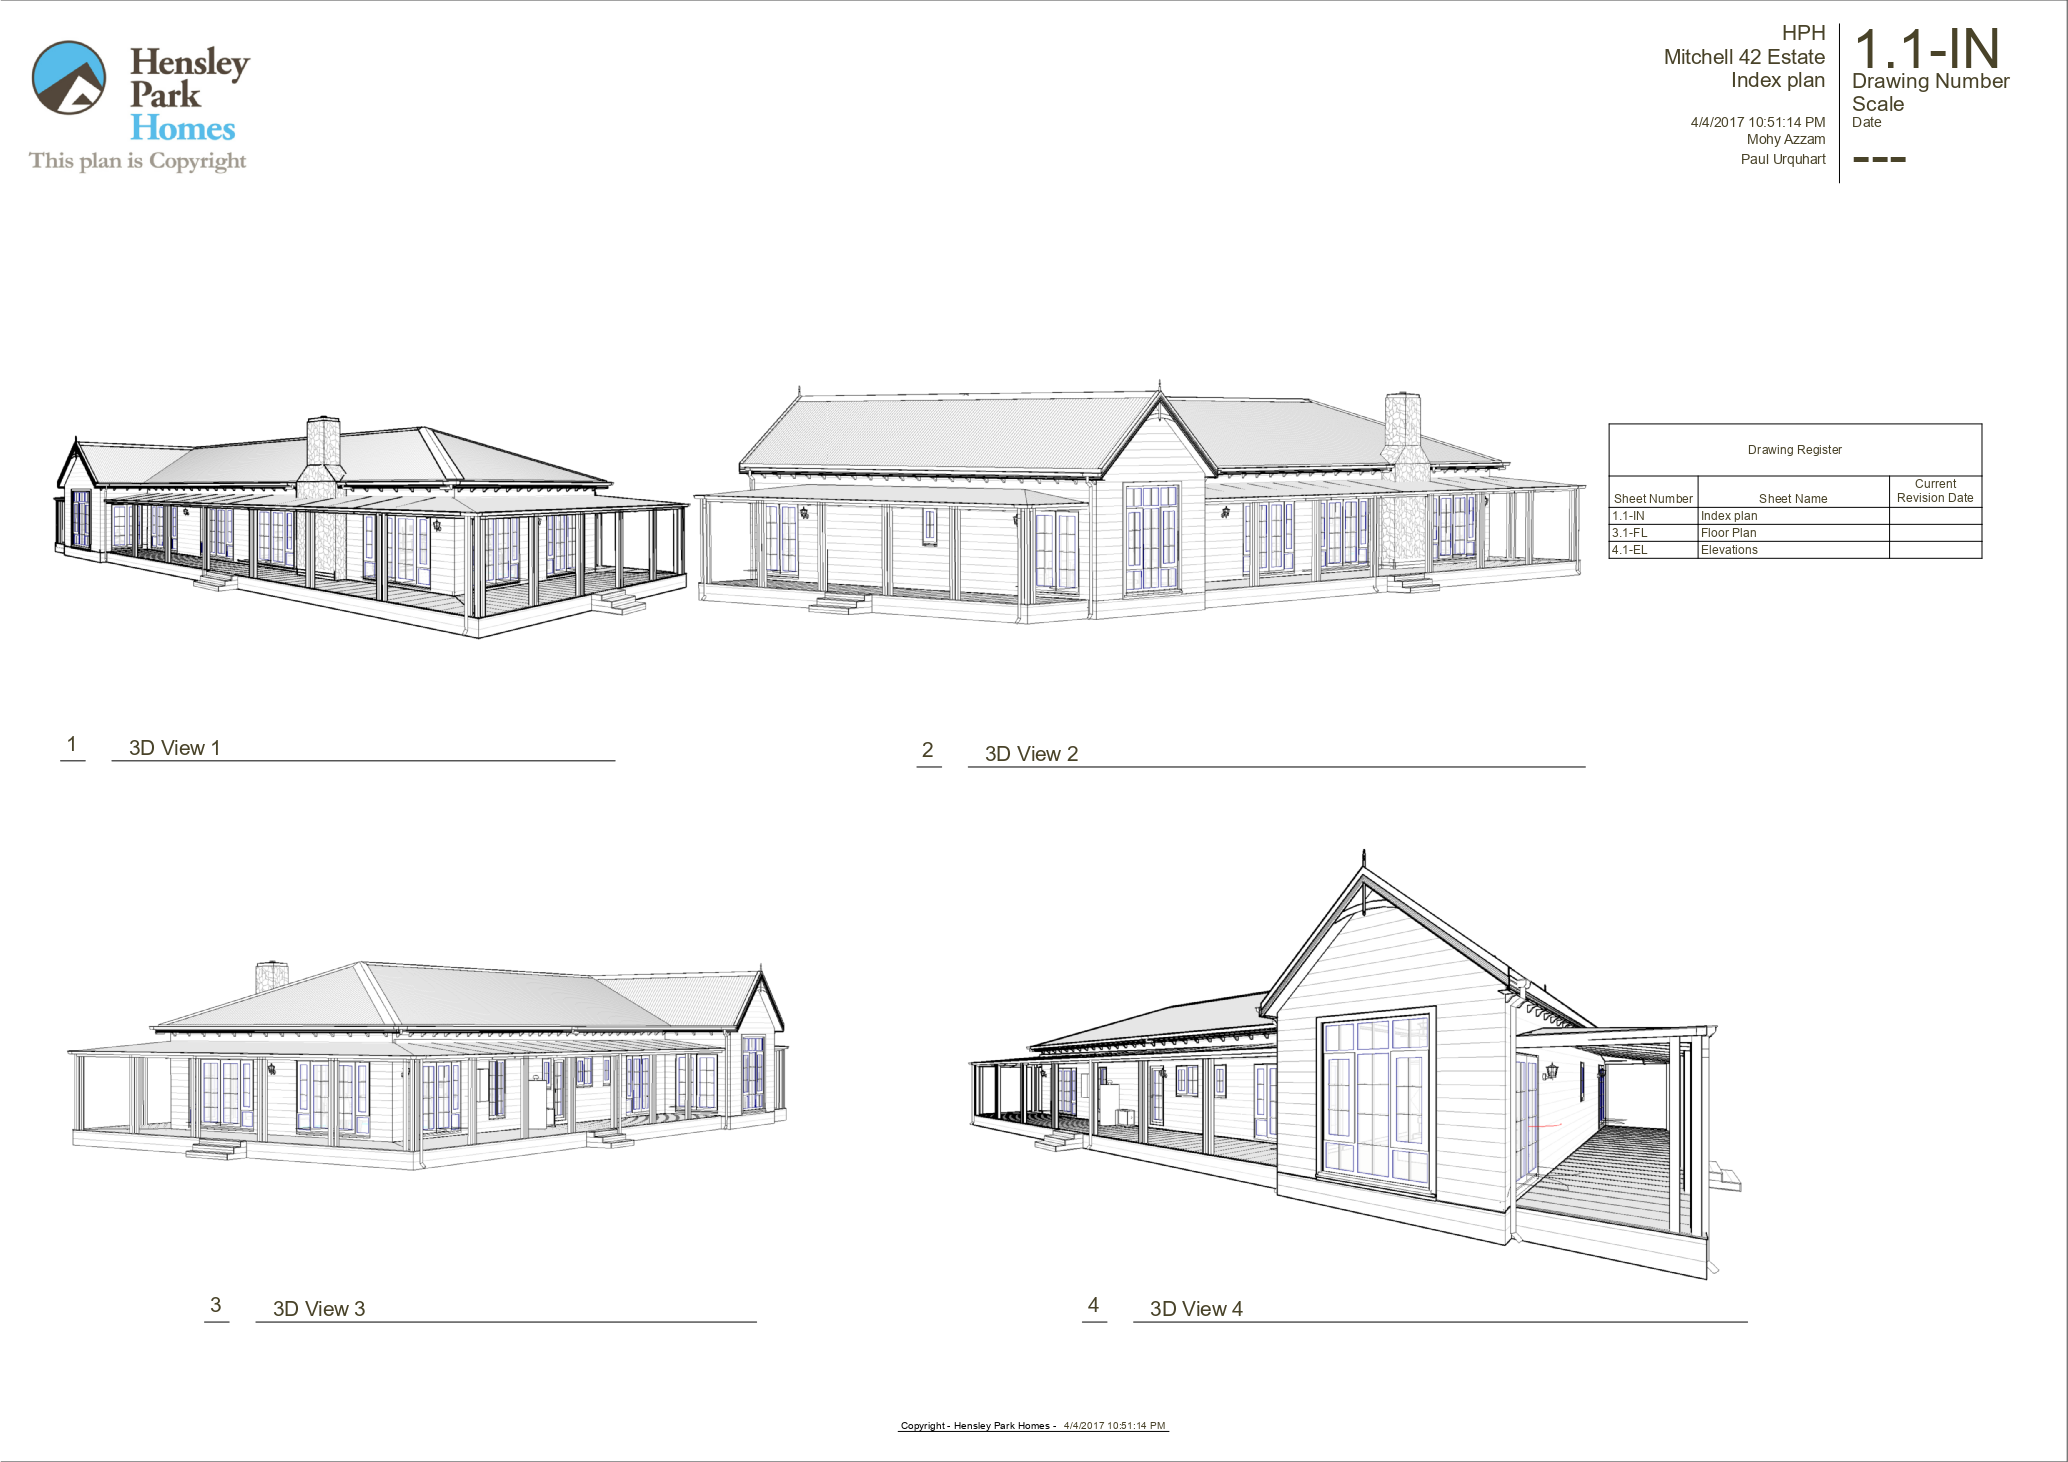 Hensley
Park
Homes
This plan is Copyright
HPH
Mitchell 42 Estate
Index plan
4/4/2017 10:51:14 PM
Mohy Azzam
Paul Urquhart
1.1-IN
Drawing Number
Scale
Date
---
Drawing Register
Sheet Number Sheet Name Current Revision Date
1.1-IN Index plan
3.1-FL Floor Plan
4.1-EL Elevations
1 3D View 1
2 3D View 2
3 3D View 3
4 3D View 4
Copyright - Hensley Park Homes - 4/4/2017 10:51:14 PM